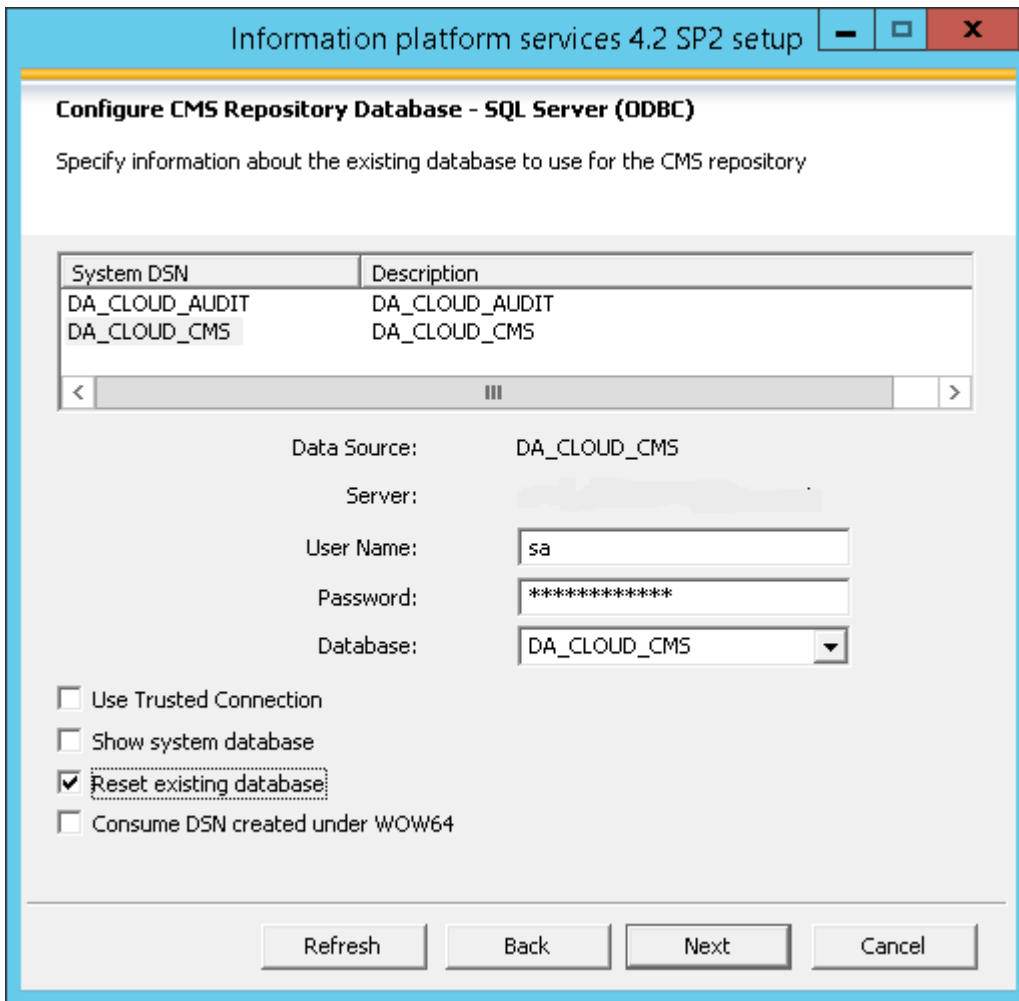 Information platform services 4.2 SP2 setup
Configure CMS Repository Database - SQL Server (ODBC)
Specify information about the existing database to use for the CMS repository
System DSN Description
DA_CLOUD_AUDIT DA_CLOUD_AUDIT
DA_CLOUD_CMS DA_CLOUD_CMS
Data Source: DA_CLOUD_CMS
Server:
User Name: sa
Password: ************
Database: DA_CLOUD_CMS
Use Trusted Connection
Show system database
Reset existing database
Consume DSN created under WOW64
Refresh Back Next Cancel